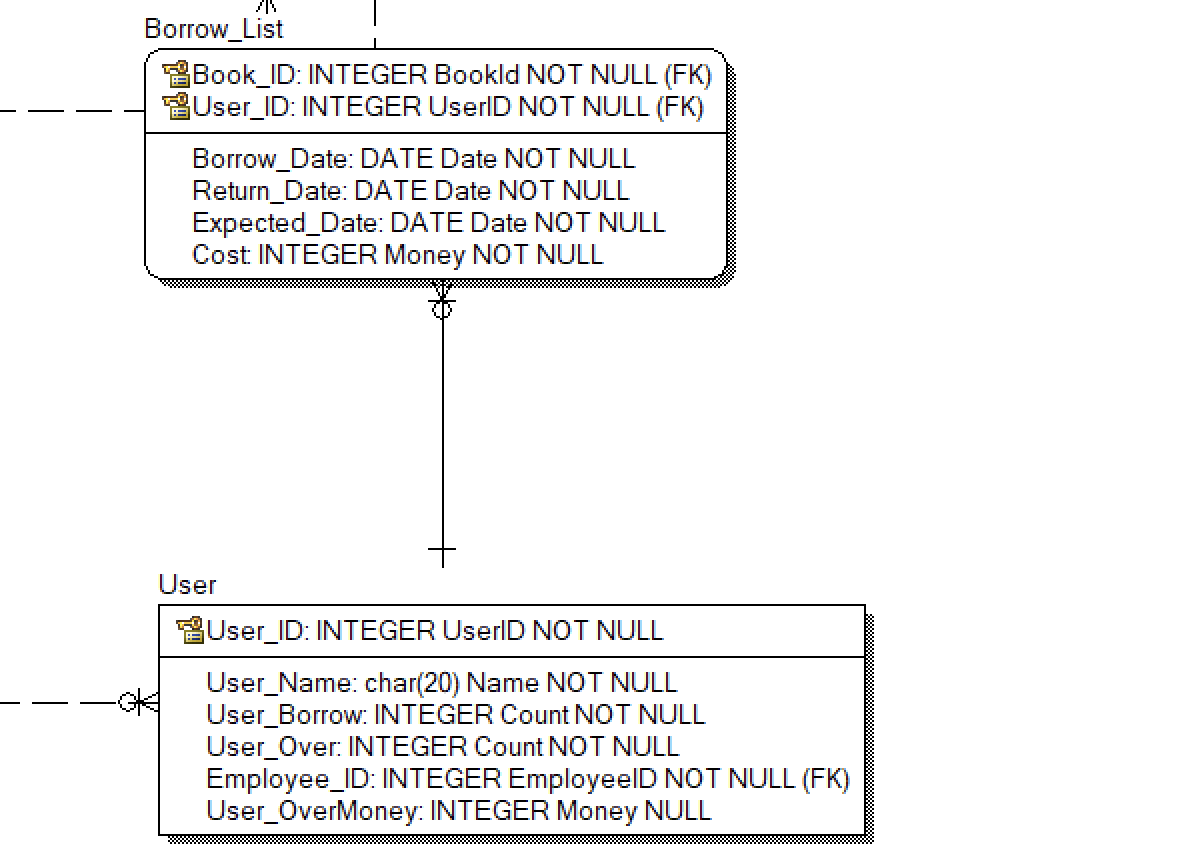 Borrow_List
Book_ID: INTEGER BookId NOT NULL (FK)
User_ID: INTEGER UserID NOT NULL (FK)
Borrow_Date: DATE Date NOT NULL
Return_Date: DATE Date NOT NULL
Expected_Date: DATE Date NOT NULL
Cost: INTEGER Money NOT NULL
User
User_ID: INTEGER UserID NOT NULL
User_Name: char(20) Name NOT NULL
User_Borrow: INTEGER Count NOT NULL
User_Over: INTEGER Count NOT NULL
Employee_ID: INTEGER EmployeeID NOT NULL (FK)
User_OverMoney: INTEGER Money NULL